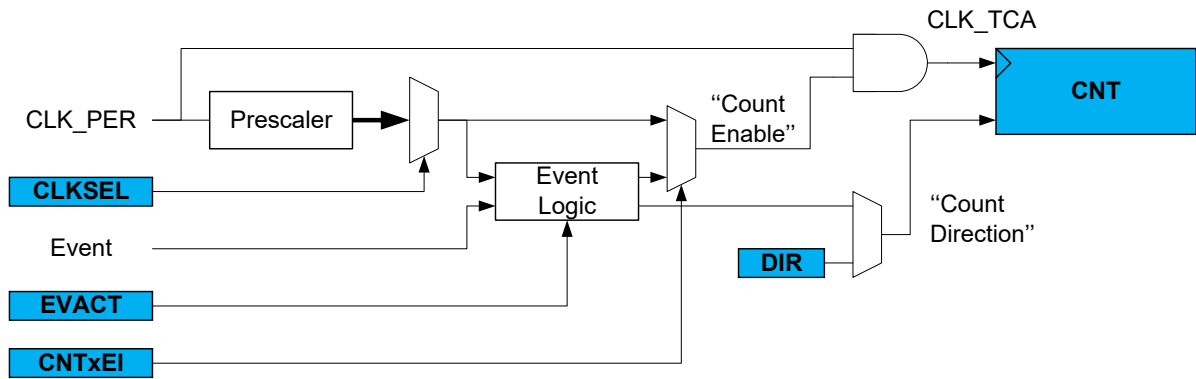 CLK_TCA
CNT
CLK_PER
Prescaler
“Count
Enable”
CLKSEL
Event
Logic
Event
“Count
Direction”
DIR
EVACT
CNTxEI